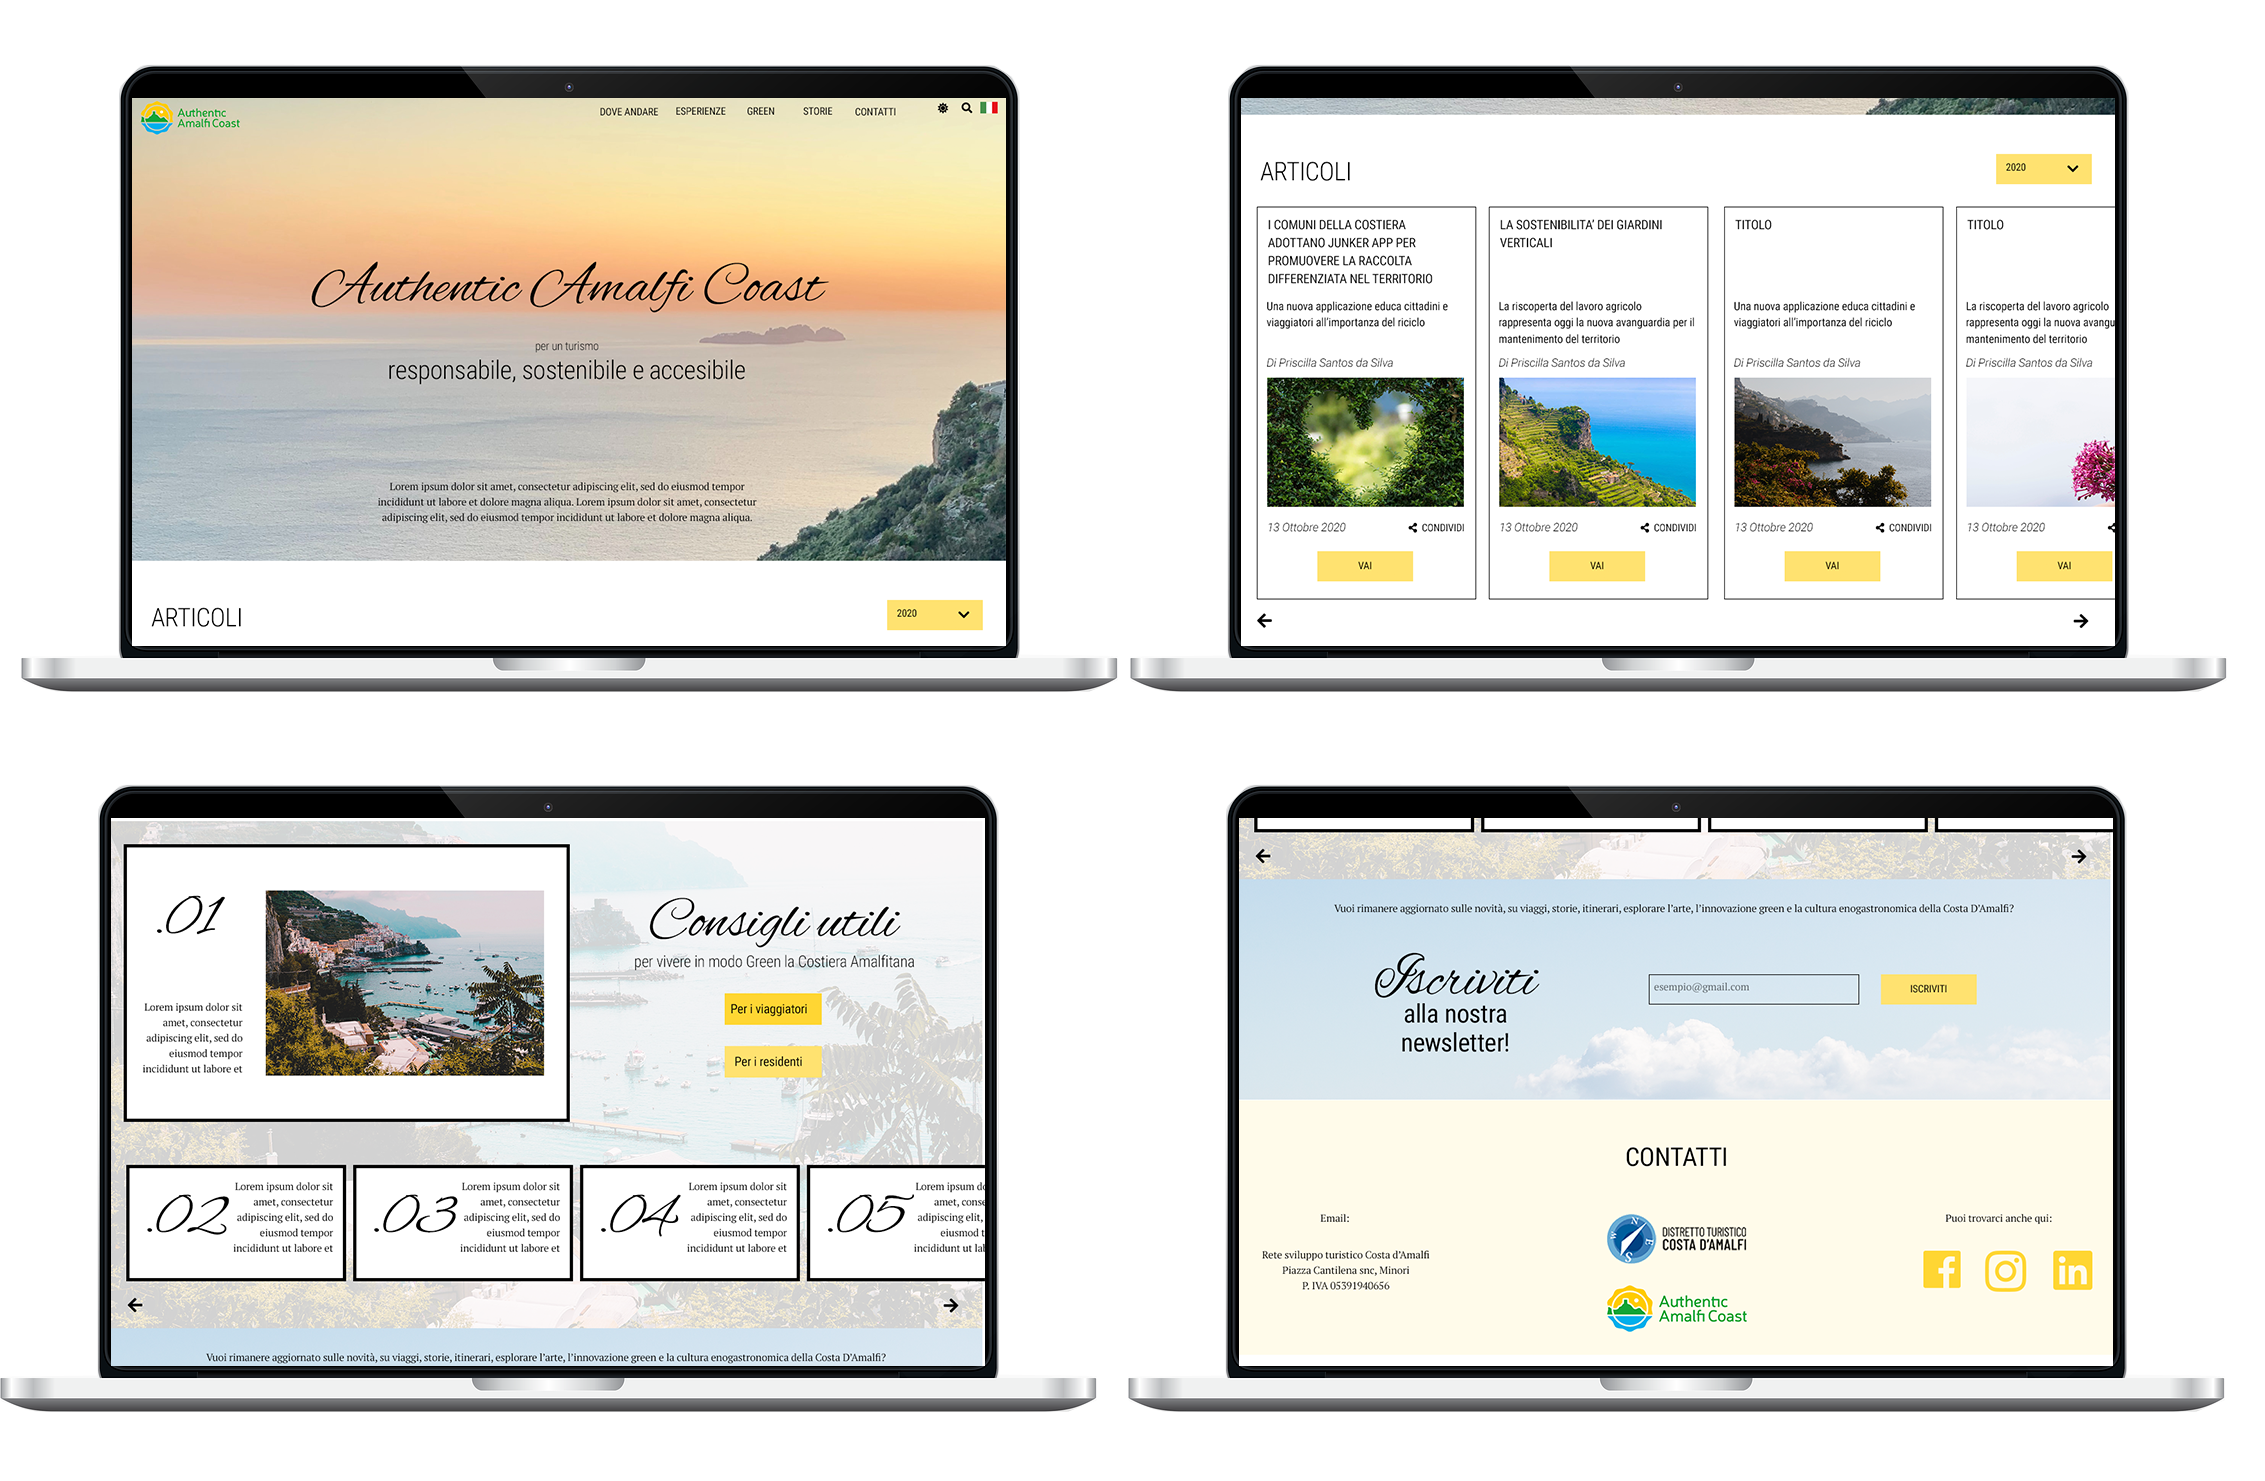 Authentic
Amalfi Coast
DOVE ANDARE ESPERIENZE GREEN STORIE CONTATTI
Authentic Amalfi Coast
per un turismo
responsabile, sostenibile e accesibile
Lorem ipsum dolor sit amet, consectetur adipiscing elit, sed do eiusmod tempor
incididunt ut labore et dolore magna aliqua. Lorem ipsum dolor sit amet, consectetur
adipiscing elit, sed do eiusmod tempor incididunt ut labore et dolore magna aliqua.
ARTICOLI
2020
ARTICOLI
2020
I COMUNI DELLA COSTIERA
ADOTTANO JUNKER APP PER
PROMUOVERE LA RACCOLTA
DIFFERENZIATA NEL TERRITORIO
Una nuova applicazione educa cittadini e
viaggiatori all'importanza del riciclo
Di Priscilla Santos da Silva
13 Ottobre 2020
CONDIVIDI
VAI
LA SOSTENIBILITA' DEI GIARDINI
VERTICALI
La riscoperta del lavoro agricolo
rappresenta oggi la nuova avanguardia per il
mantenimento del territorio
Di Priscilla Santos da Silva
13 Ottobre 2020
CONDIVIDI
VAI
TITOLO
Una nuova applicazione educa cittadini e
viaggiatori all'importanza del riciclo
Di Priscilla Santos da Silva
13 Ottobre 2020
CONDIVIDI
VAI
TITOLO
La riscoperta del lavoro agricolo
rappresenta oggi la nuova avangu
mantenimento del territorio
Di Priscilla Santos da Silva
13 Ottobre 2020
VAI
.01
Lorem ipsum dolor sit
amet, consectetur
adipiscing elit, sed do
eiusmod tempor
incididunt ut labore et
Consigli utili
per vivere in modo Green la Costiera Amalfitana
Per i viaggiatori
Per i residenti
.02
Lorem ipsum dolor sit
amet, consectetur
adipiscing elit, sed do
eiusmod tempor
incididunt ut labore et
.03
Lorem ipsum dolor sit
amet, consectetur
adipiscing elit, sed do
eiusmod tempor
incididunt ut labore et
.04
Lorem ipsum dolor sit
amet, consectetur
adipiscing elit, sed do
eiusmod tempor
incididunt ut labore et
.05
Lorem ipsum d
amet, conse
adipiscing elit,
eiusmod t
incididunt ut lal
Vuoi rimanere aggiornato sulle novità, su viaggi, storie, itinerari, esplorare l'arte, l'innovazione green e la cultura enogastronomica della Costa D'Amalfi?
Vuoi rimanere aggiornato sulle novità, su viaggi, storie, itinerari, esplorare l'arte, l'innovazione green e la cultura enogastronomica della Costa D'Amalfi?
Iscriviti
alla nostra
newsletter!
esempio@gmail.com
ISCRIVITI
CONTATTI
Email:
Rete sviluppo turistico Costa d'Amalfi
Piazza Cantilena snc, Minori
P. IVA 05391940656
N
W E
S
DISTRETTO TURISTICO
COSTA D'AMALFI
Authentic
Amalfi Coast
Puoi trovarci anche qui: